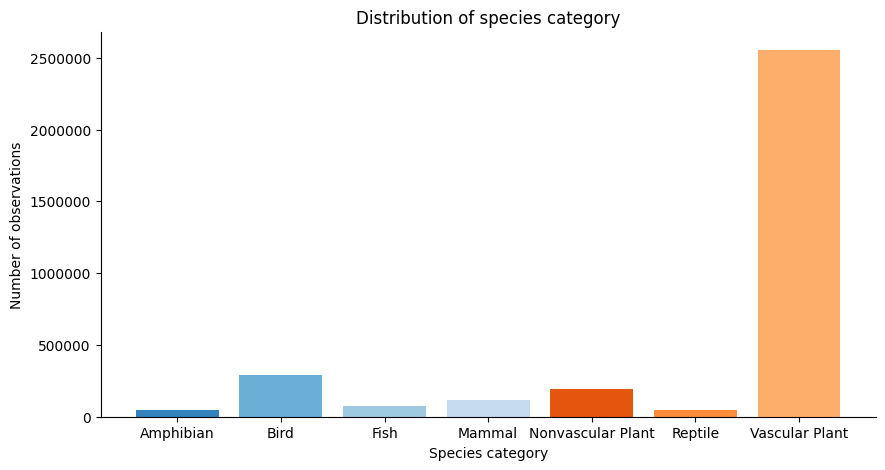 Distribution of species category
Number of observations
2500000
2000000
1500000
1000000
500000
0
Amphibian Bird Fish Mammal Nonvascular Plant Reptile Vascular Plant
Species category